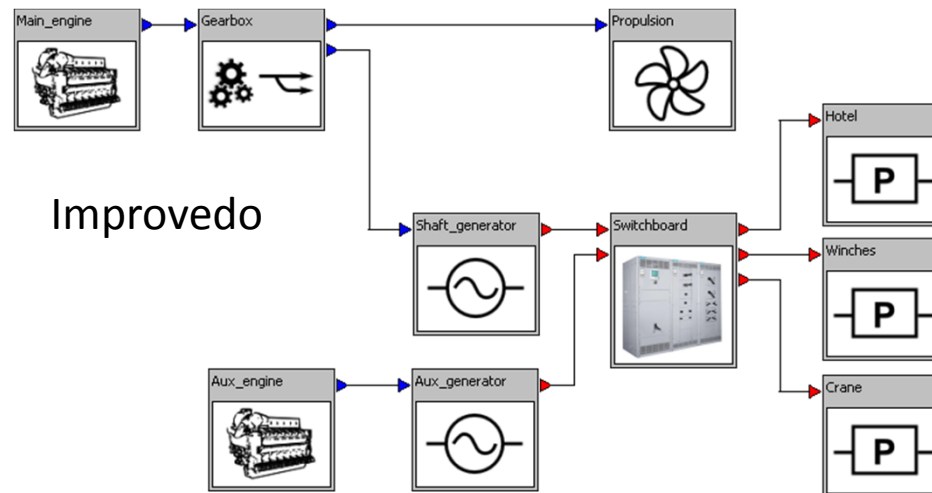 Main_engine
Gearbox
Propulsion
Hotel
P
Improvedo
Shaft_generator
Switchboard
Winches
P
Aux_engine
Aux_generator
Crane
P